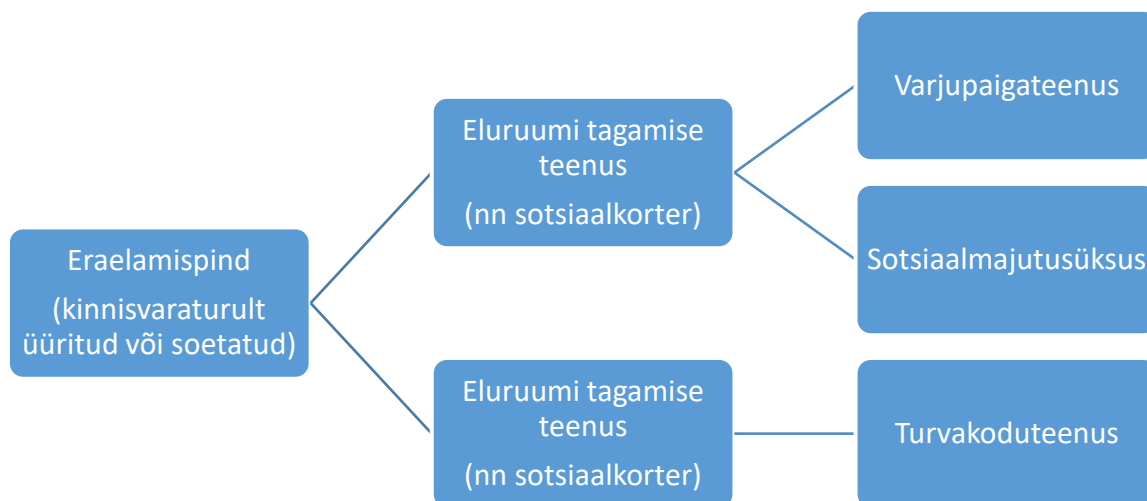 Eraelamispind
(kinnisvaraturult
üüritud või soetatud)
Eluruumi tagamise
teenus
(nn sotsiaalkorter)
Varjupaigateenus
Sotsiaalmajutusüksus
Eluruumi tagamise
teenus
(nn sotsiaalkorter)
Turvakoduteenus